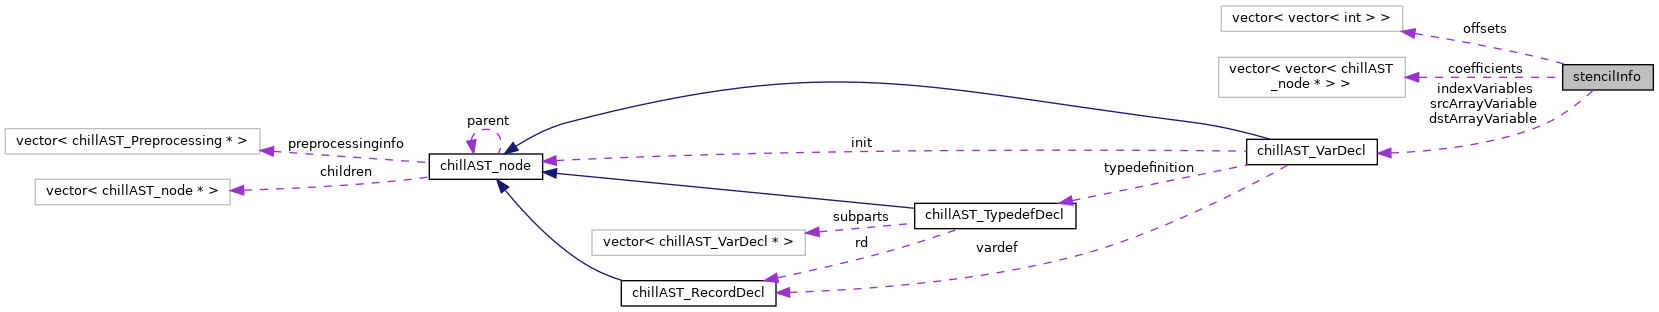 vector< vector< int > >
offsets
vector< vector< chillAST
_node * > >
coefficients
stencilInfo
indexVariables
srcArrayVariable
dstArrayVariable
parent
vector< chillAST_Preprocessing * >
preprocessinginfo
init
chillAST_VarDecl
chillAST_node
typedefinition
children
vector< chillAST_node * >
chillAST_TypedefDecl
subparts
vector< chillAST_VarDecl * >
rd
vardef
chillAST_RecordDecl